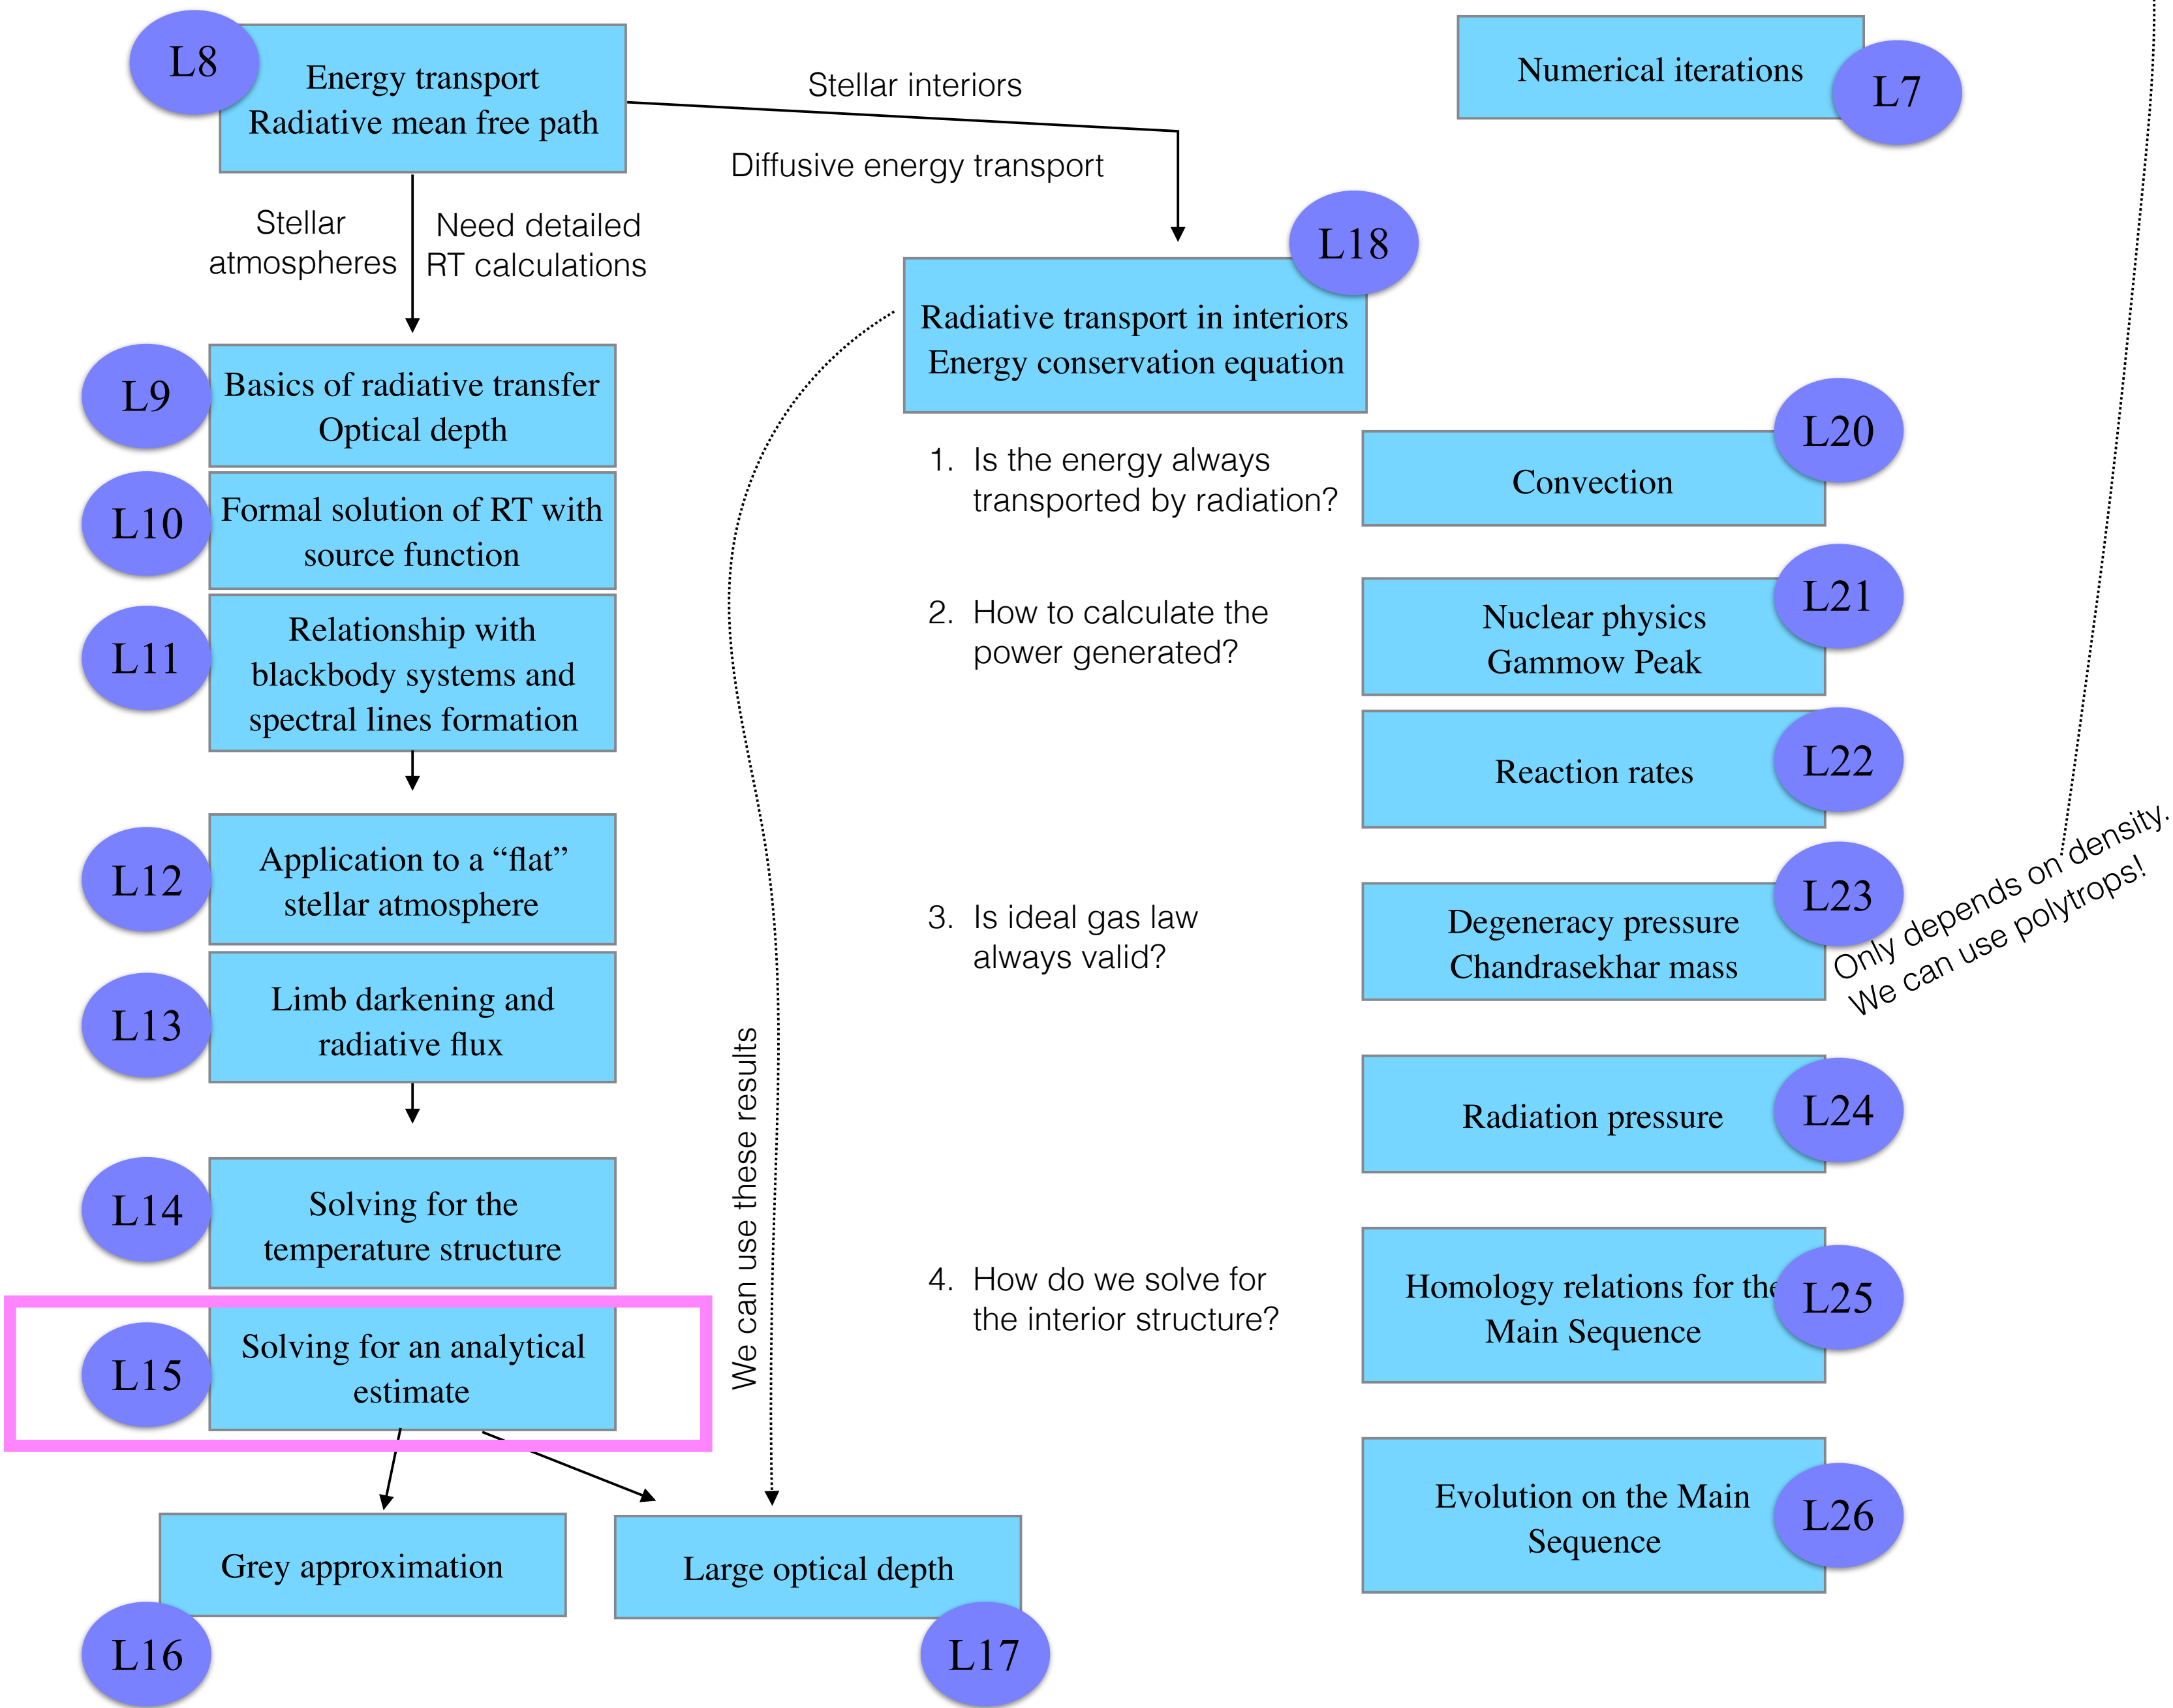 L8
Energy transport
Radiative mean free path
Stellar interiors
Diffusive energy transport
Numerical iterations
L7
Stellar
atmospheres
Need detailed
RT calculations
L18
Radiative transport in interiors
Energy conservation equation
L9
Basics of radiative transfer
Optical depth
L10
Formal solution of RT with
source function
L11
Relationship with
blackbody systems and
spectral lines formation
L12
Application to a “flat”
stellar atmosphere
L13
Limb darkening and
radiative flux
L14
Solving for the
temperature structure
L15
Solving for an analytical
estimate
Grey approximation
L16
Large optical depth
L17
We can use these results
1. Is the energy always
transported by radiation?
Convection
L20
2. How to calculate the
power generated?
Nuclear physics
Gammow Peak
L21
Reaction rates
L22
3. Is ideal gas law
always valid?
Degeneracy pressure
Chandrasekhar mass
L23
Only depends on density.
We can use polytrops!
Radiation pressure
L24
4. How do we solve for
the interior structure?
Homology relations for the
Main Sequence
L25
Evolution on the Main
Sequence
L26